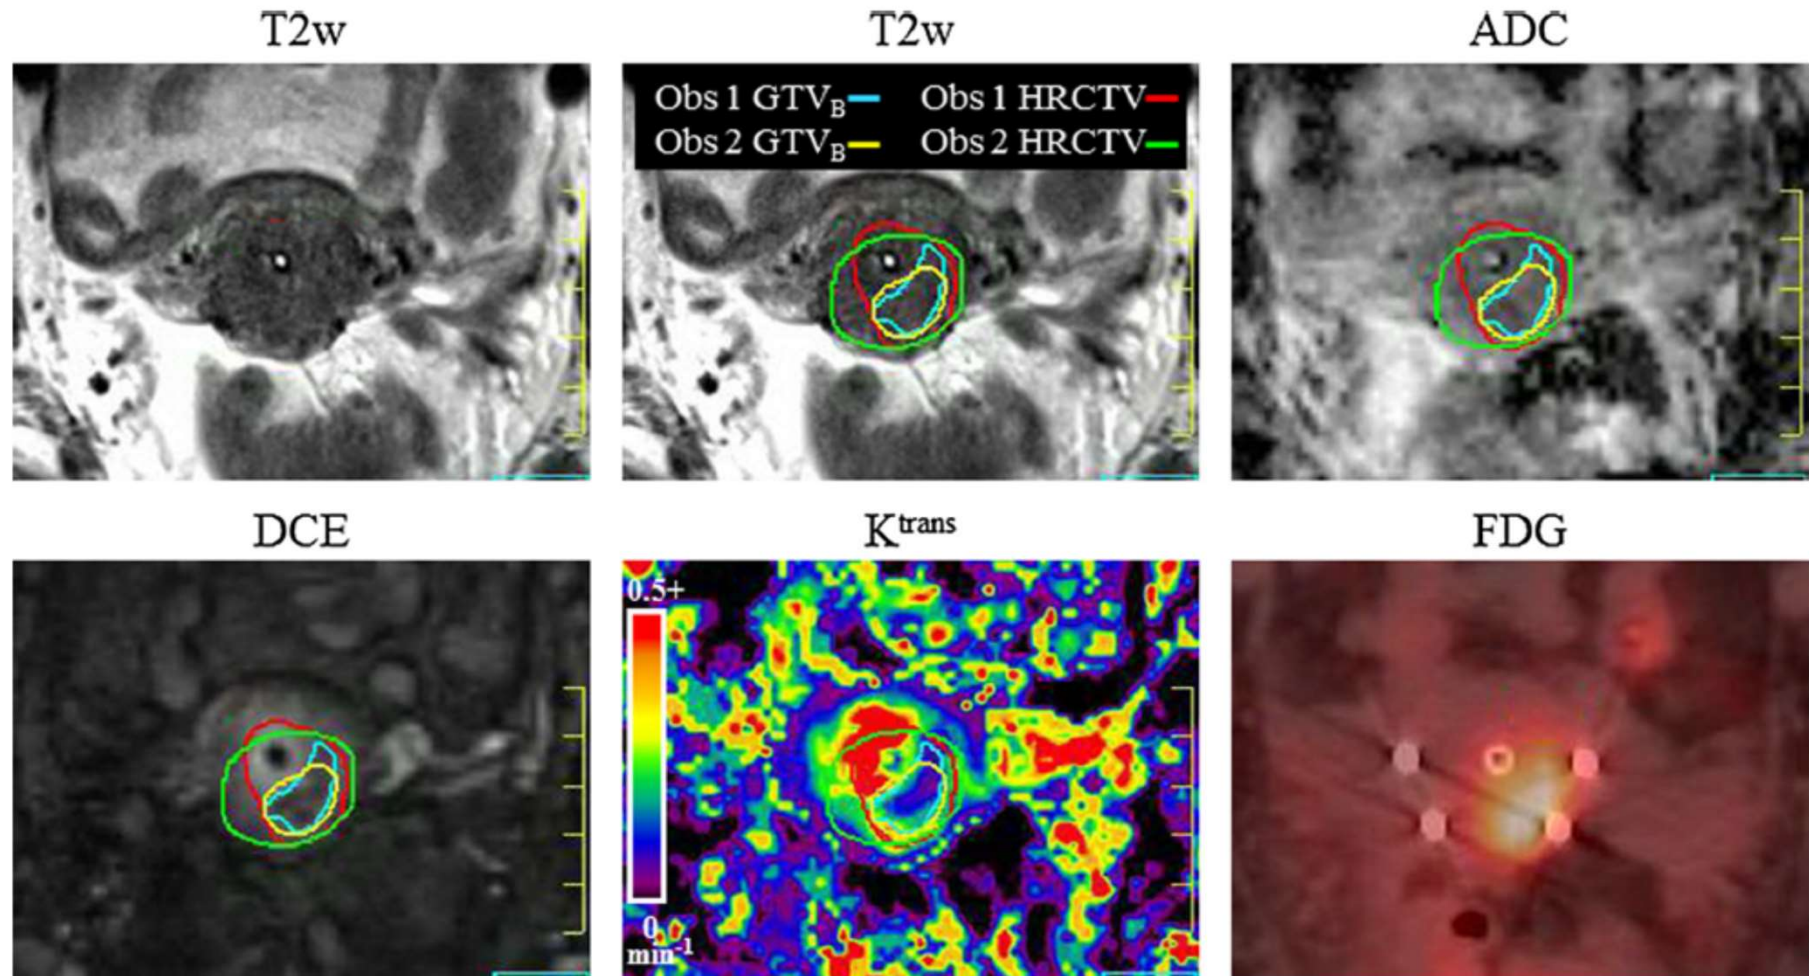 T2w
T2w
ADC
Obs 1 GTVB
Obs 1 HRCTV
Obs 2 GTVB
Obs 2 HRCTV
DCE
Ktrans
FDG
0.5+
0
min-1